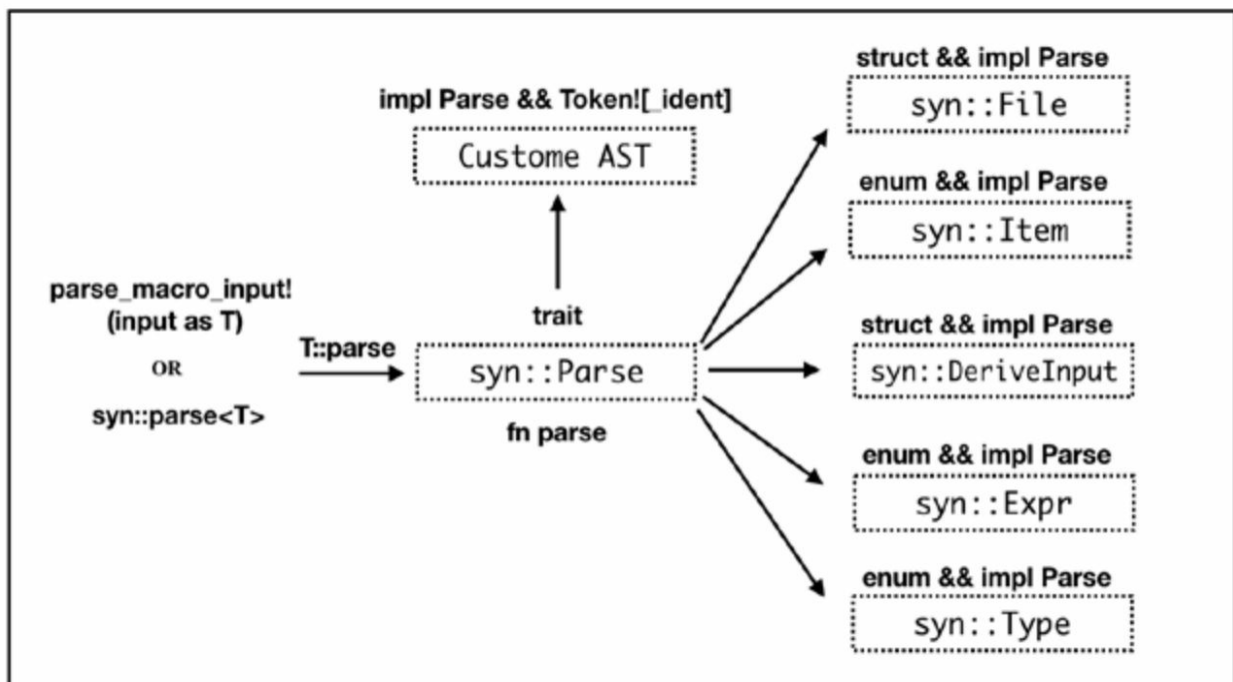 struct && impl Parse
syn::File
impl Parse && Token![_ident]
Custome AST
enum && impl Parse
syn::Item
parse_macro_input!
(input as T)
OR
syn::parse<T>
T::parse
trait
syn::Parse
fn parse
struct && impl Parse
syn::DeriveInput
enum && impl Parse
syn::Expr
enum && impl Parse
syn::Type